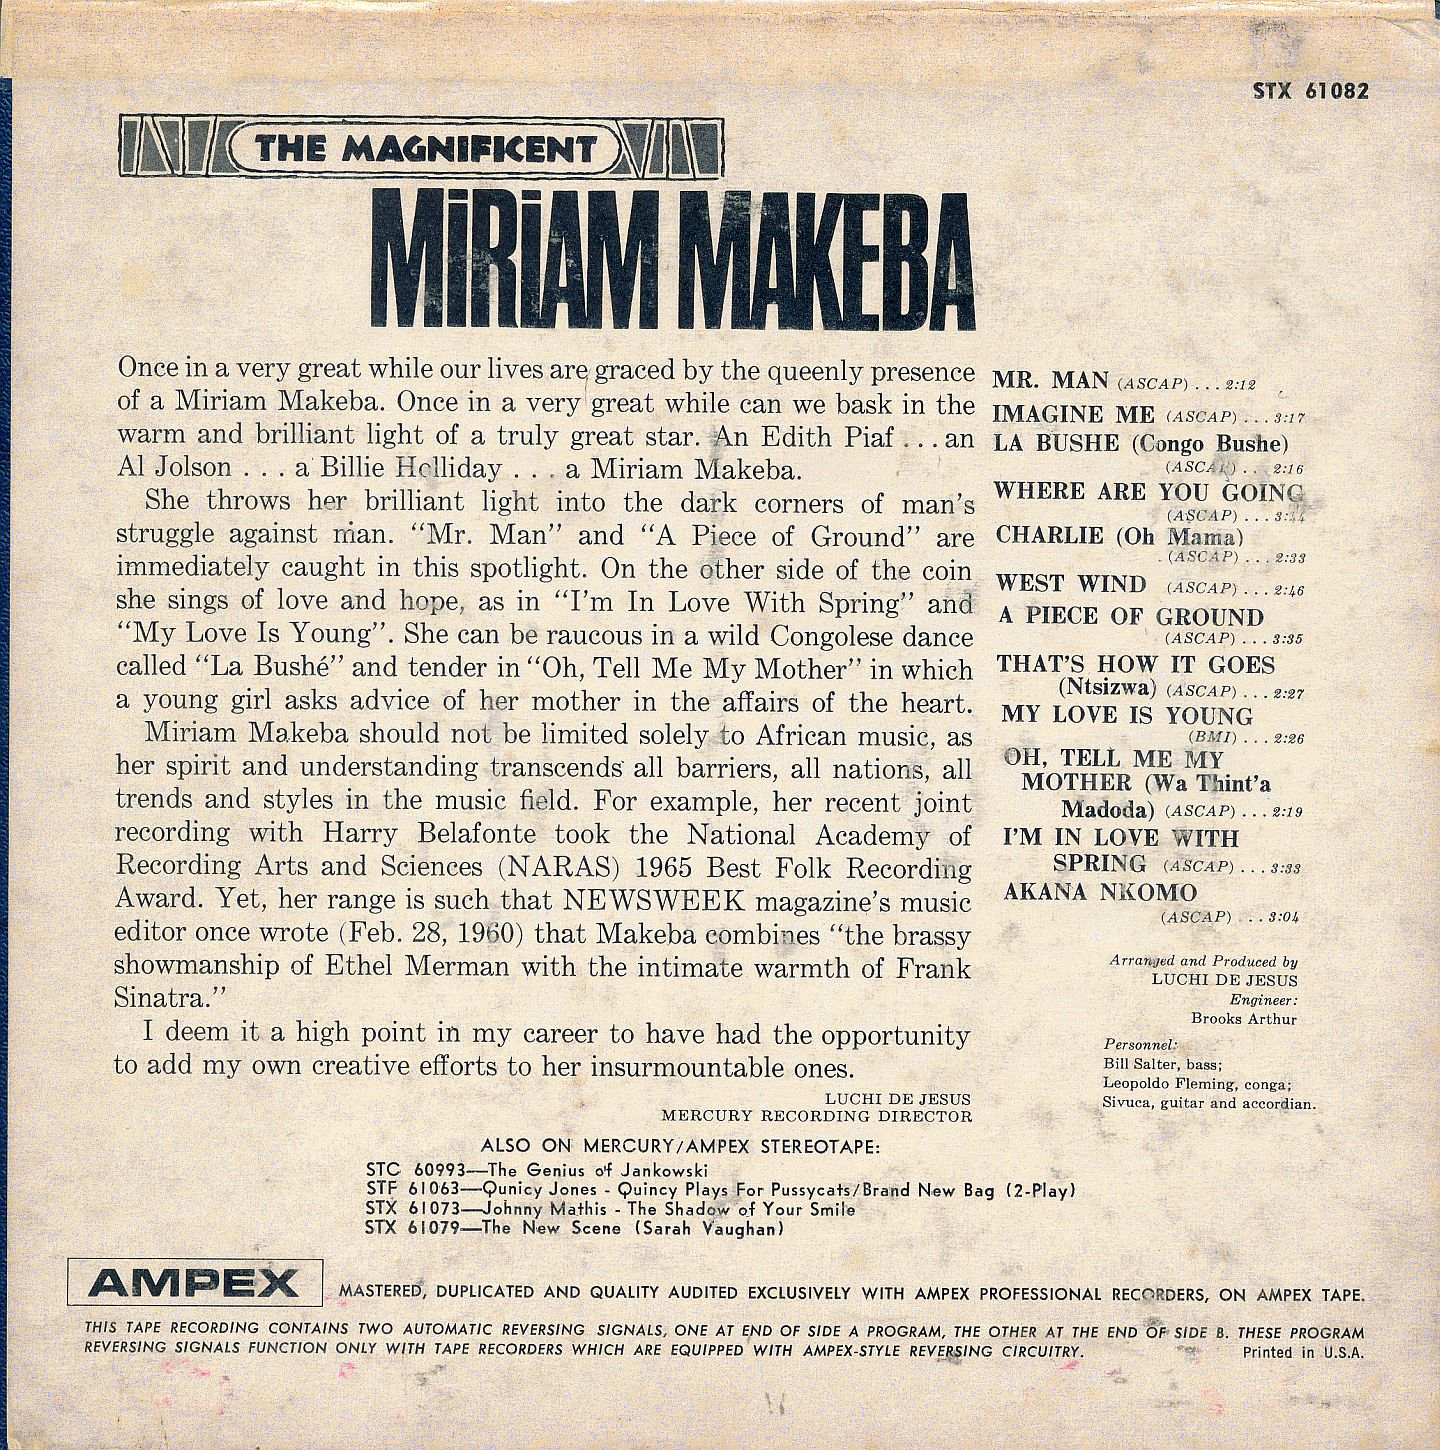 STX 61082
THE MAGNIFICENT
MiRiAM MAKEBA
Once in a very great while our lives are graced by the queenly presence
of a Miriam Makeba. Once in a very great while can we bask in the
warm and brilliant light of a truly great star. An Edith Piaf . . . an
Al Jolson . . . a Billie Holliday . . . a Miriam Makeba.
She throws her brilliant light into the dark corners of man's
struggle against man. “Mr. Man” and “A Piece of Ground” are
immediately caught in this spotlight. On the other side of the coin
she sings of love and hope, as in “I'm In Love With Spring” and
“My Love Is Young”. She can be raucous in a wild Congolese dance
called “La Bushé” and tender in “Oh, Tell Me My Mother” in which
a young girl asks advice of her mother in the affairs of the heart.
Miriam Makeba should not be limited solely to African music, as
her spirit and understanding transcends all barriers, all nations, all
trends and styles in the music field. For example, her recent joint
recording with Harry Belafonte took the National Academy of
Recording Arts and Sciences (NARAS) 1965 Best Folk Recording
Award. Yet, her range is such that NEWSWEEK magazine's music
editor once wrote (Feb. 28, 1960) that Makeba combines “the brassy
showmanship of Ethel Merman with the intimate warmth of Frank
Sinatra.”
I deem it a high point in my career to have had the opportunity
to add my own creative efforts to her insurmountable ones.
LUCHI DE JESUS
MERCURY RECORDING DIRECTOR
MR. MAN (ASCAP) . . . 2:12
IMAGINE ME (ASCAP) . . . 3:17
LA BUSHE (Congo Bushe)
(ASCAP) . . . 2:16
WHERE ARE YOU GOING
(ASCAP) . . .
CHARLIE (Oh Mama)
(ASCAP) . . . 2:33
WEST WIND (ASCAP) . . . 2:46
A PIECE OF GROUND
(ASCAP) . . . 3:35
THAT'S HOW IT GOES
(Ntsizwa) (ASCAP) . . . 2:27
MY LOVE IS YOUNG
(BMI) . . . 2:26
OH, TELL ME MY
MOTHER (Wa Thint'a
Madoda) (ASCAP) . . . 2:19
I'M IN LOVE WITH
SPRING (ASCAP) . . . 3:33
AKANA NKOMO
(ASCAP) . . . 3:04
Arranged and Produced by
LUCHI DE JESUS
Engineer:
Brooks Arthur
Personnel:
Bill Salter, bass;
Leopoldo Fleming, conga;
Sivuca, guitar and accordian.
ALSO ON MERCURY/AMPEX STEREOTAPE:
STC 60993—The Genius of Jankowski
STF 61063—Qunicy Jones - Quincy Plays For Pussycats/Brand New Bag (2-Play)
STX 61073—Johnny Mathis - The Shadow of Your Smile
STX 61079—The New Scene (Sarah Vaughan)
AMPEX MASTERED, DUPLICATED AND QUALITY AUDITED EXCLUSIVELY WITH AMPEX PROFESSIONAL RECORDERS, ON AMPEX TAPE.
THIS TAPE RECORDING CONTAINS TWO AUTOMATIC REVERSING SIGNALS, ONE AT END OF SIDE A PROGRAM, THE OTHER AT THE END OF SIDE B. THESE PROGRAM
REVERSING SIGNALS FUNCTION ONLY WITH TAPE RECORDERS WHICH ARE EQUIPPED WITH AMPEX-STYLE REVERSING CIRCUITRY. Printed in U.S.A.